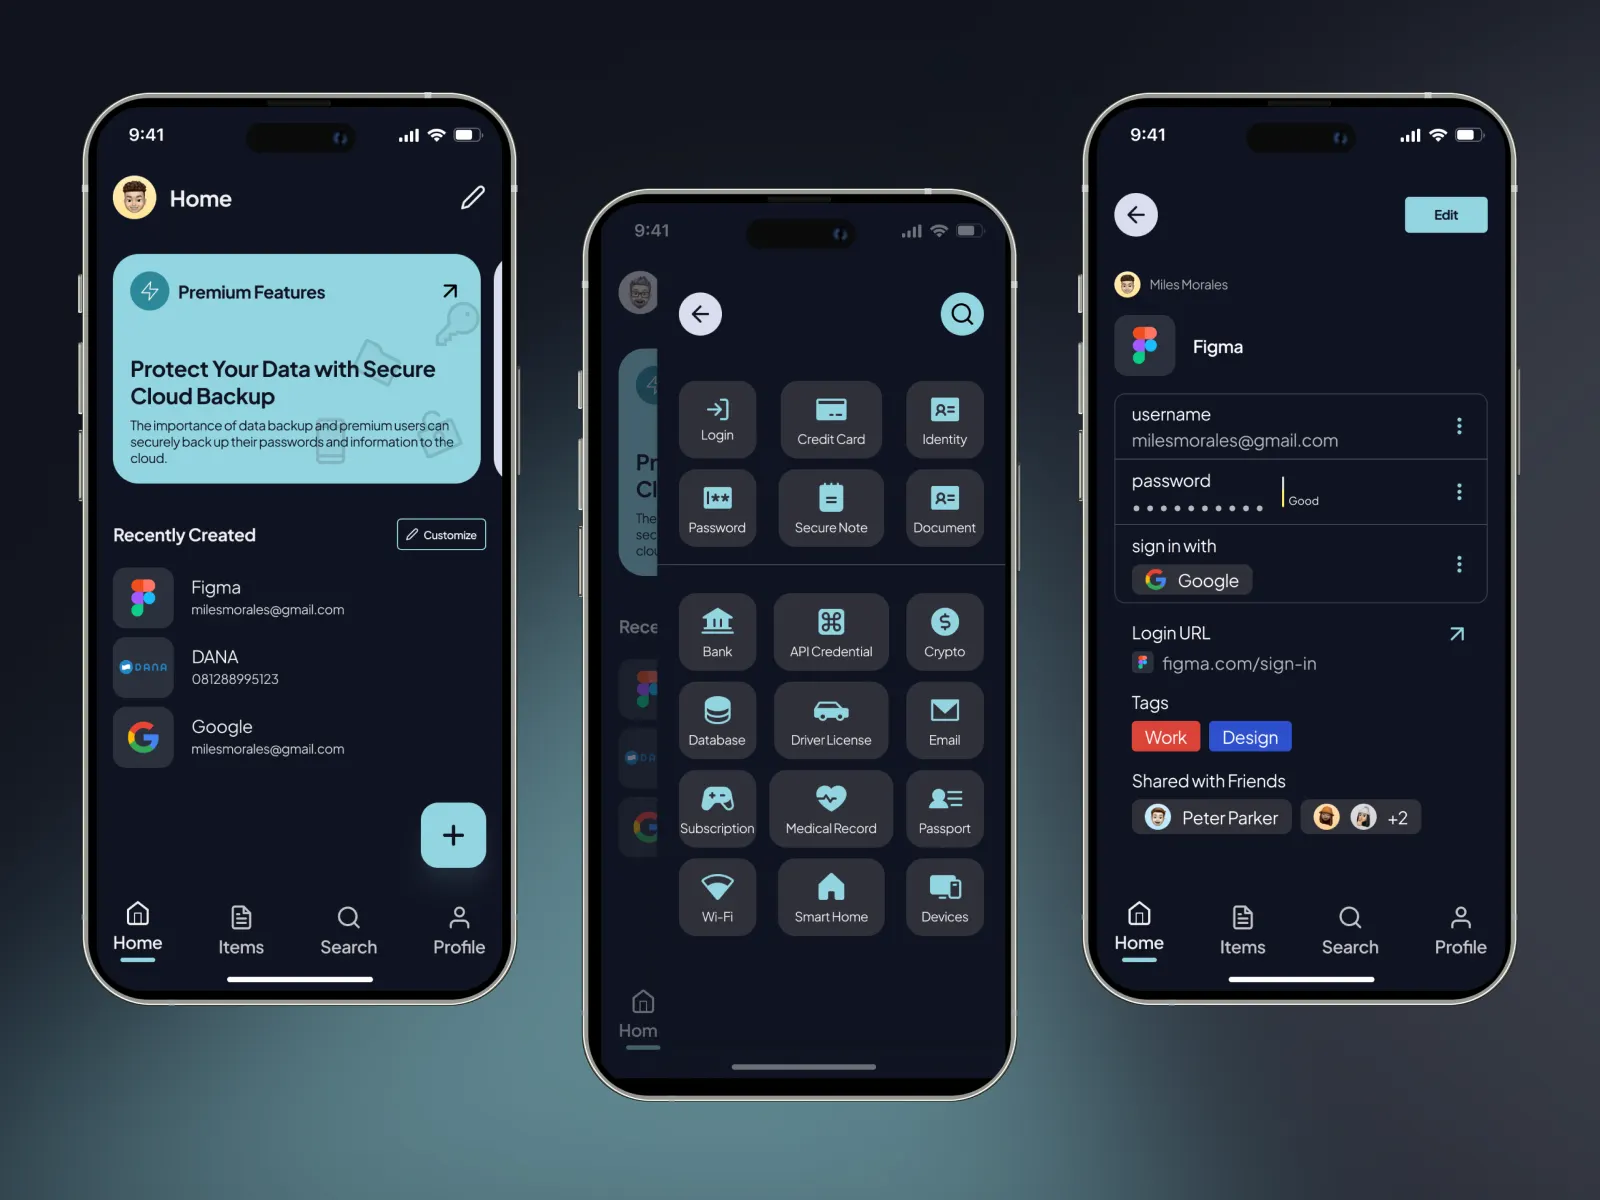 9:41
Home
Premium Features
Protect Your Data with Secure
Cloud Backup
The importance of data backup and premium users can
securely back up their passwords and information to the
cloud.
Recently Created
Customize
Figma
milesmorales@gmail.com
DANA
DANA
081288995123
Google
milesmorales@gmail.com
Home
Items
Search
Profile
9:41
Pr
Cl
The
sec
clou
Rece
Hom
Login
Credit Card
Identity
Password
Secure Note
Document
Bank
API Credential
Crypto
Database
Driver License
Email
Subscription
Medical Record
Passport
Wi-Fi
Smart Home
Devices
9:41
Edit
Miles Morales
Figma
username
milesmorales@gmail.com
password
Good
sign in with
Google
Login URL
figma.com/sign-in
Tags
Work
Design
Shared with Friends
Peter Parker
+2
Home
Items
Search
Profile